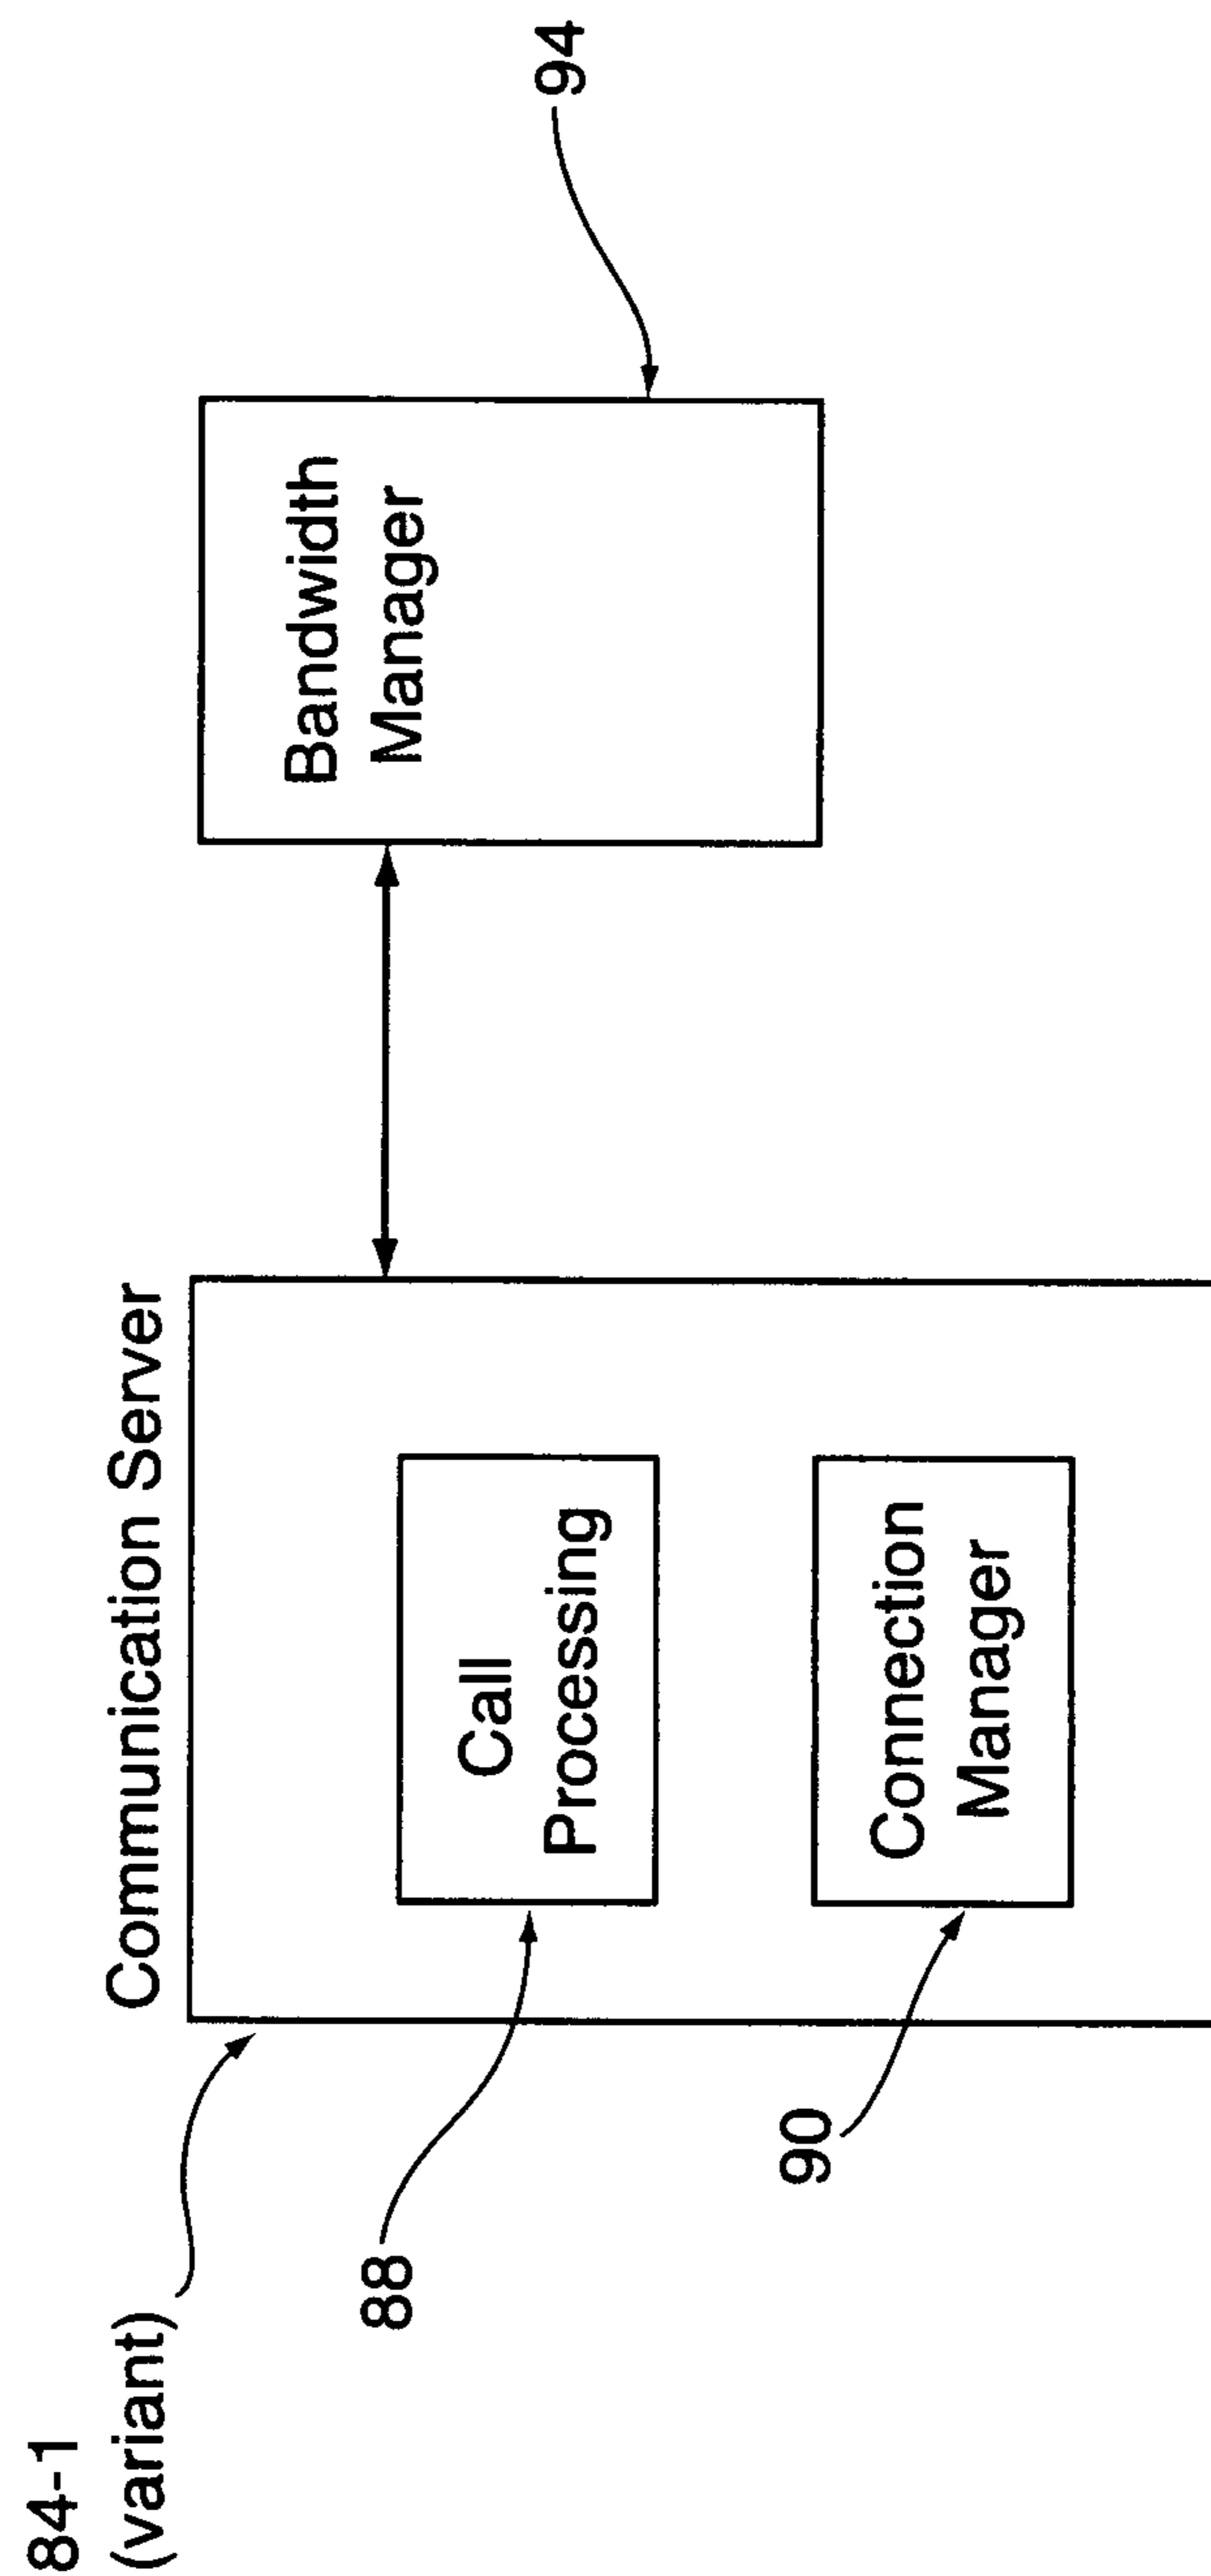 84-1
(variant)
Communication Server
88
Call
Processing
90
Connection
Manager
Bandwidth
Manager
94